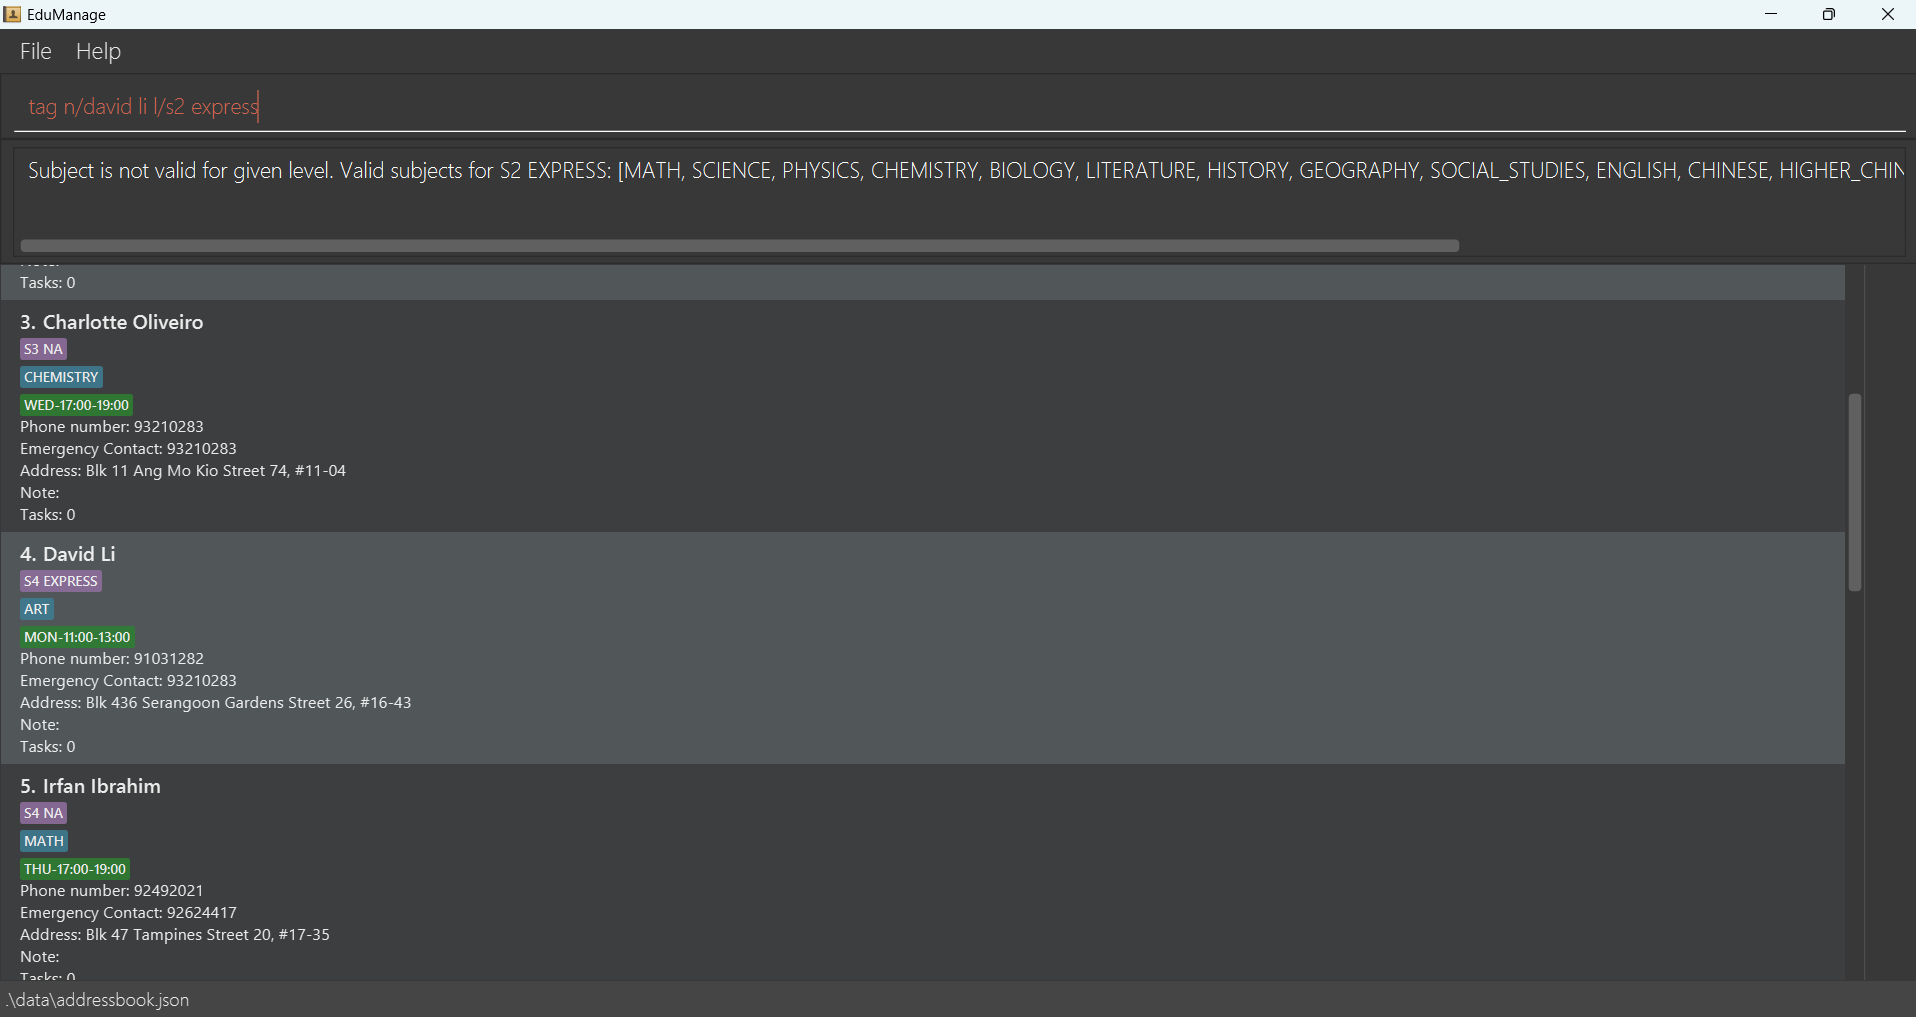 EduManage
File Help
tag n/david li l/s2 express
Subject is not valid for given level. Valid subjects for S2 EXPRESS: [MATH, SCIENCE, PHYSICS, CHEMISTRY, BIOLOGY, LITERATURE, HISTORY, GEOGRAPHY, SOCIAL_STUDIES, ENGLISH, CHINESE, HIGHER_CHIN
Tasks: 0
3. Charlotte Oliveiro
S3 NA
CHEMISTRY
WED-17:00-19:00
Phone number: 93210283
Emergency Contact: 93210283
Address: Blk 11 Ang Mo Kio Street 74, #11-04
Note:
Tasks: 0
4. David Li
S4 EXPRESS
ART
MON-11:00-13:00
Phone number: 91031282
Emergency Contact: 93210283
Address: Blk 436 Serangoon Gardens Street 26, #16-43
Note:
Tasks: 0
5. Irfan Ibrahim
S4 NA
MATH
THU-17:00-19:00
Phone number: 92492021
Emergency Contact: 92624417
Address: Blk 47 Tampines Street 20, #17-35
Note:
Tasks: 0
.\data\addressbook.json